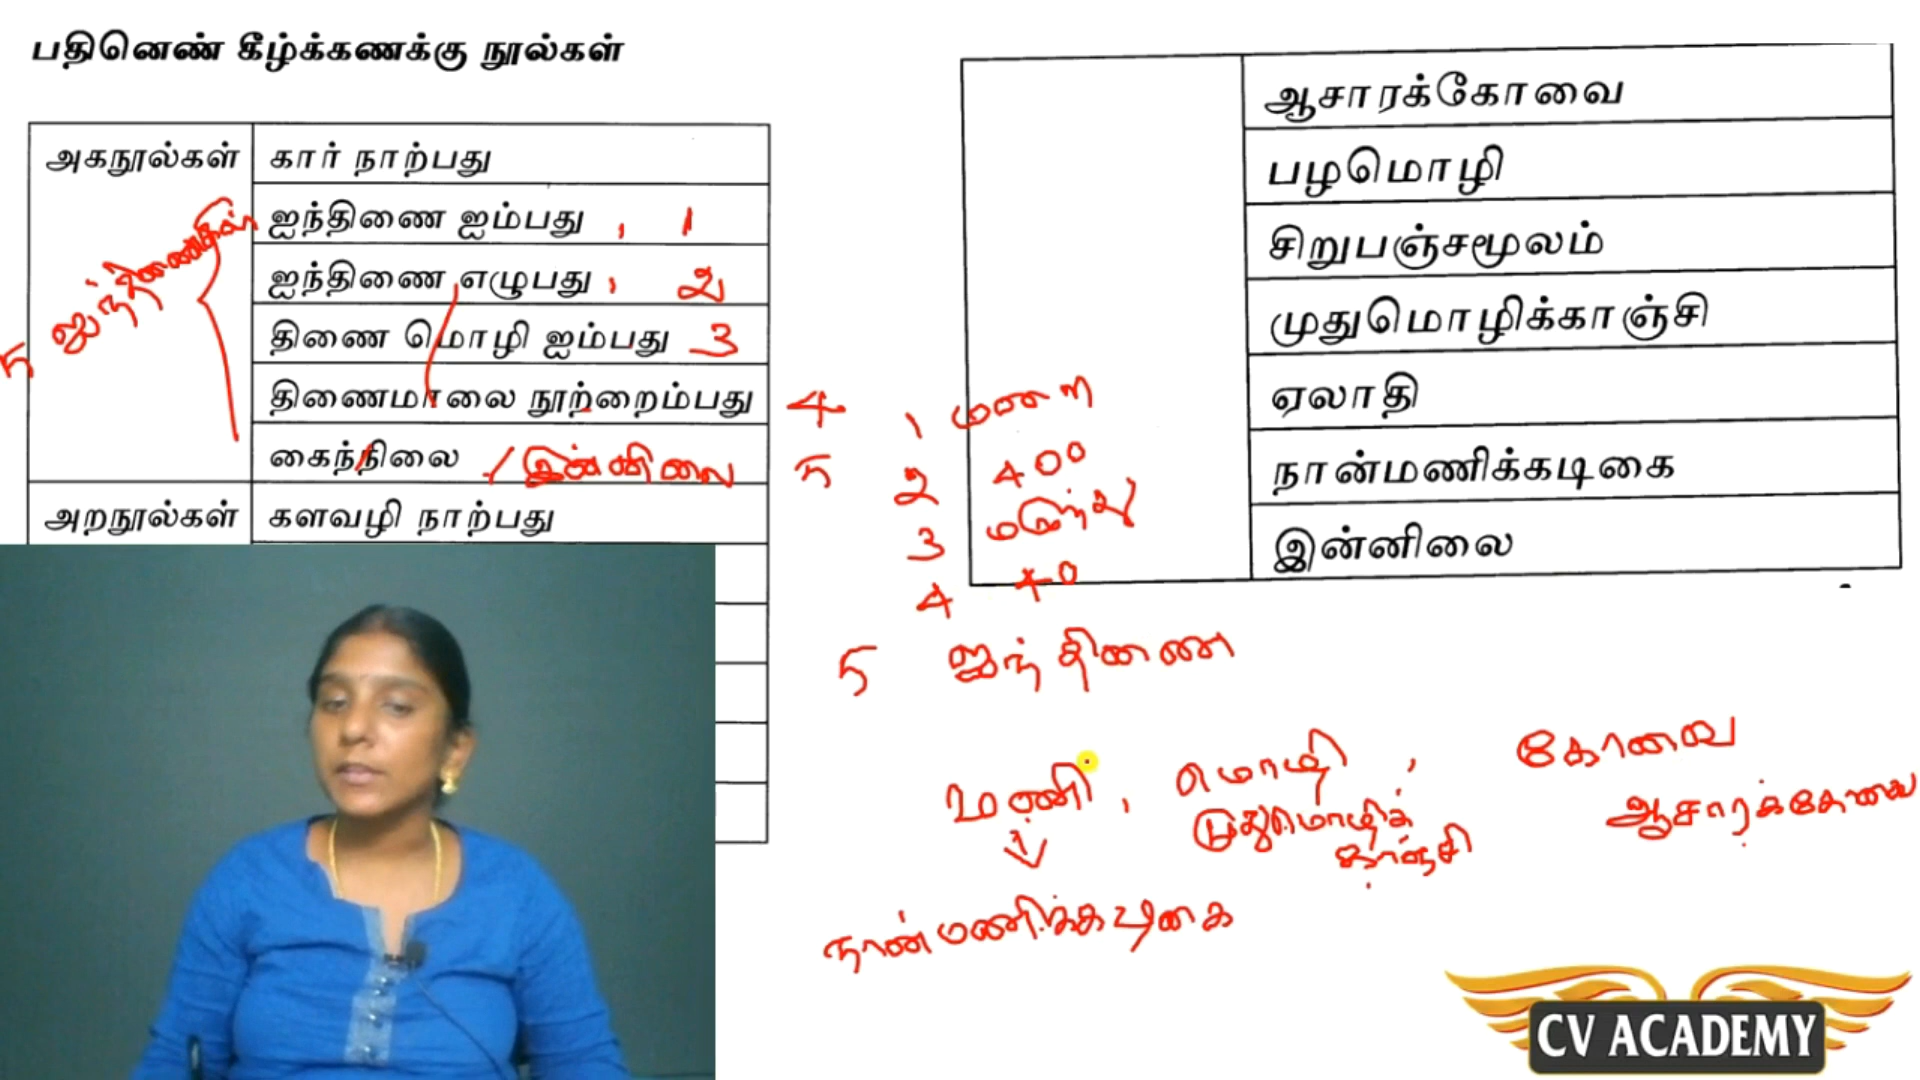 பதினெண் கீழ்க்கணக்கு நூல்கள்
அகநூல்கள்
கார் நாற்பது
ஐந்திணை ஐம்பது , 1
ஐந்திணை எழுபது , 2
திணை மொழி ஐம்பது 3
திணைமாலை நூற்றைம்பது 4
கைந்நிலை / இன்னிலை 5
5
அறநூல்கள்
களவழி நாற்பது
ஆசாரக்கோவை
பழமொழி
சிறுபஞ்சமூலம்
முதுமொழிக்காஞ்சி
ஏலாதி
நான்மணிக்கடிகை
இன்னிலை
1
2 400
3 மருந்து
4 40
5 ஐந்திணை
மணி , மொழி , கோவை
முதுமொழிக்
காஞ்சி
ஆசாரக்கோவை
நான்மணிக்கடிகை
CV ACADEMY